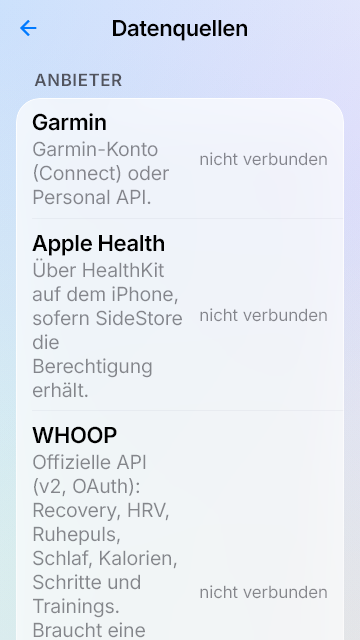 Datenquellen
ANBIETER
Garmin
Garmin-Konto
(Connect) oder
Personal API.
nicht verbunden
Apple Health
Über HealthKit
auf dem iPhone,
sofern SideStore
die
Berechtigung
erhält.
nicht verbunden
WHOOP
Offizielle API
(v2, OAuth):
Recovery, HRV,
Ruhepuls,
Schlaf, Kalorien,
Schritte und
Trainings.
Braucht eine
nicht verbunden